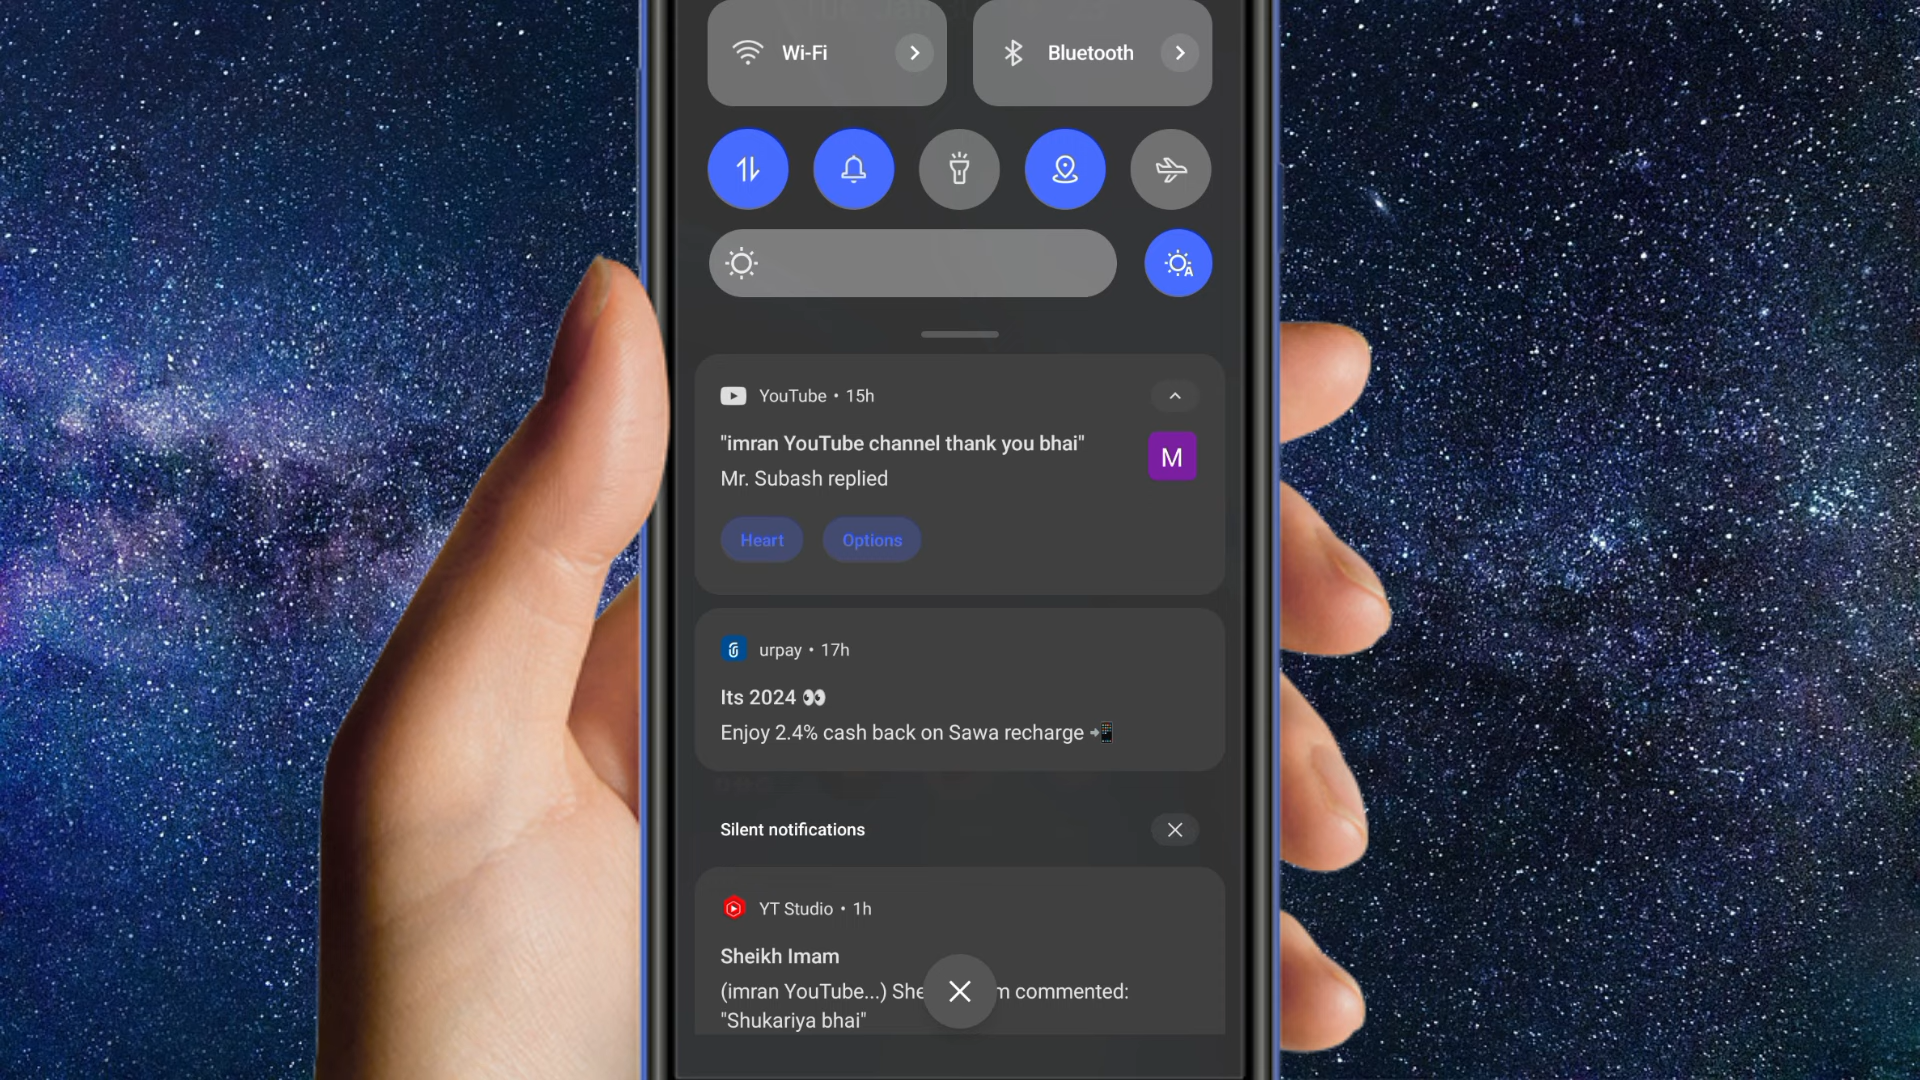 Wi-Fi
Bluetooth
YouTube • 15h
"imran YouTube channel thank you bhai"
M
Mr. Subash replied
Heart
Options
urpay • 17h
Its 2024 👀
Enjoy 2.4% cash back on Sawa recharge 📲
Silent notifications
YT Studio • 1h
Sheikh Imam
(imran YouTube...) She m commented:
"Shukariya bhai"